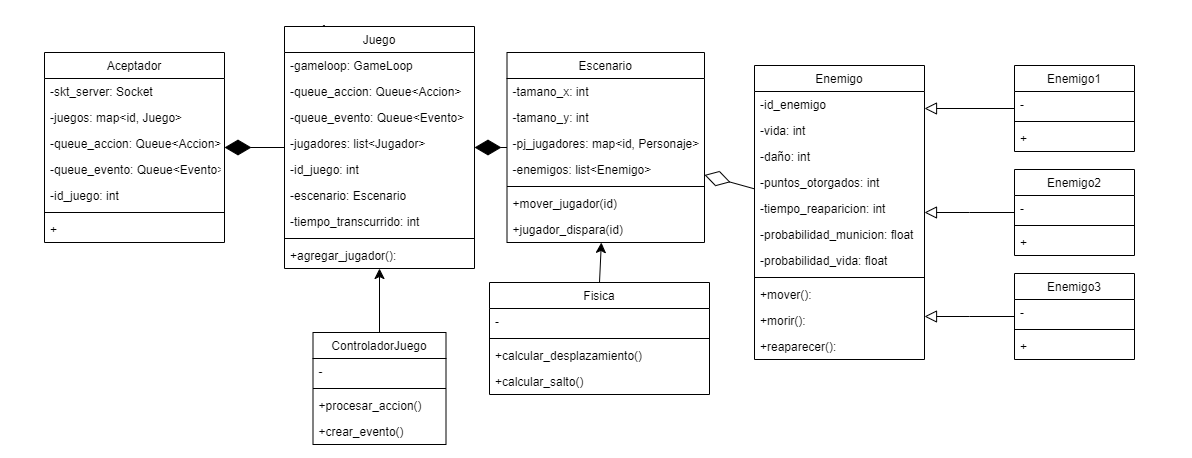 Aceptador
-skt_server: Socket
-juegos: map<id, Juego>
-queue_accion: Queue<Accion>
-queue_evento: Queue<Evento>
-id_juego: int
+
Juego
-gameloop: GameLoop
-queue_accion: Queue<Accion>
-queue_evento: Queue<Evento>
-jugadores: list<Jugador>
-id_juego: int
-escenario: Escenario
-tiempo_transcurrido: int
+agregar_jugador():
ControladorJuego
-
+procesar_accion()
+crear_evento()
Escenario
-tamano_x: int
-tamano_y: int
-pj_jugadores: map<id, Personaje>
-enemigos: list<Enemigo>
+mover_jugador(id)
+jugador_dispara(id)
Fisica
-
+calcular_desplazamiento()
+calcular_salto()
Enemigo
-id_enemigo
-vida: int
-daño: int
-puntos_otorgados: int
-tiempo_reaparicion: int
-probabilidad_municion: float
-probabilidad_vida: float
+mover():
+morir():
+reaparecer():
Enemigo1
-
+
Enemigo2
-
+
Enemigo3
-
+